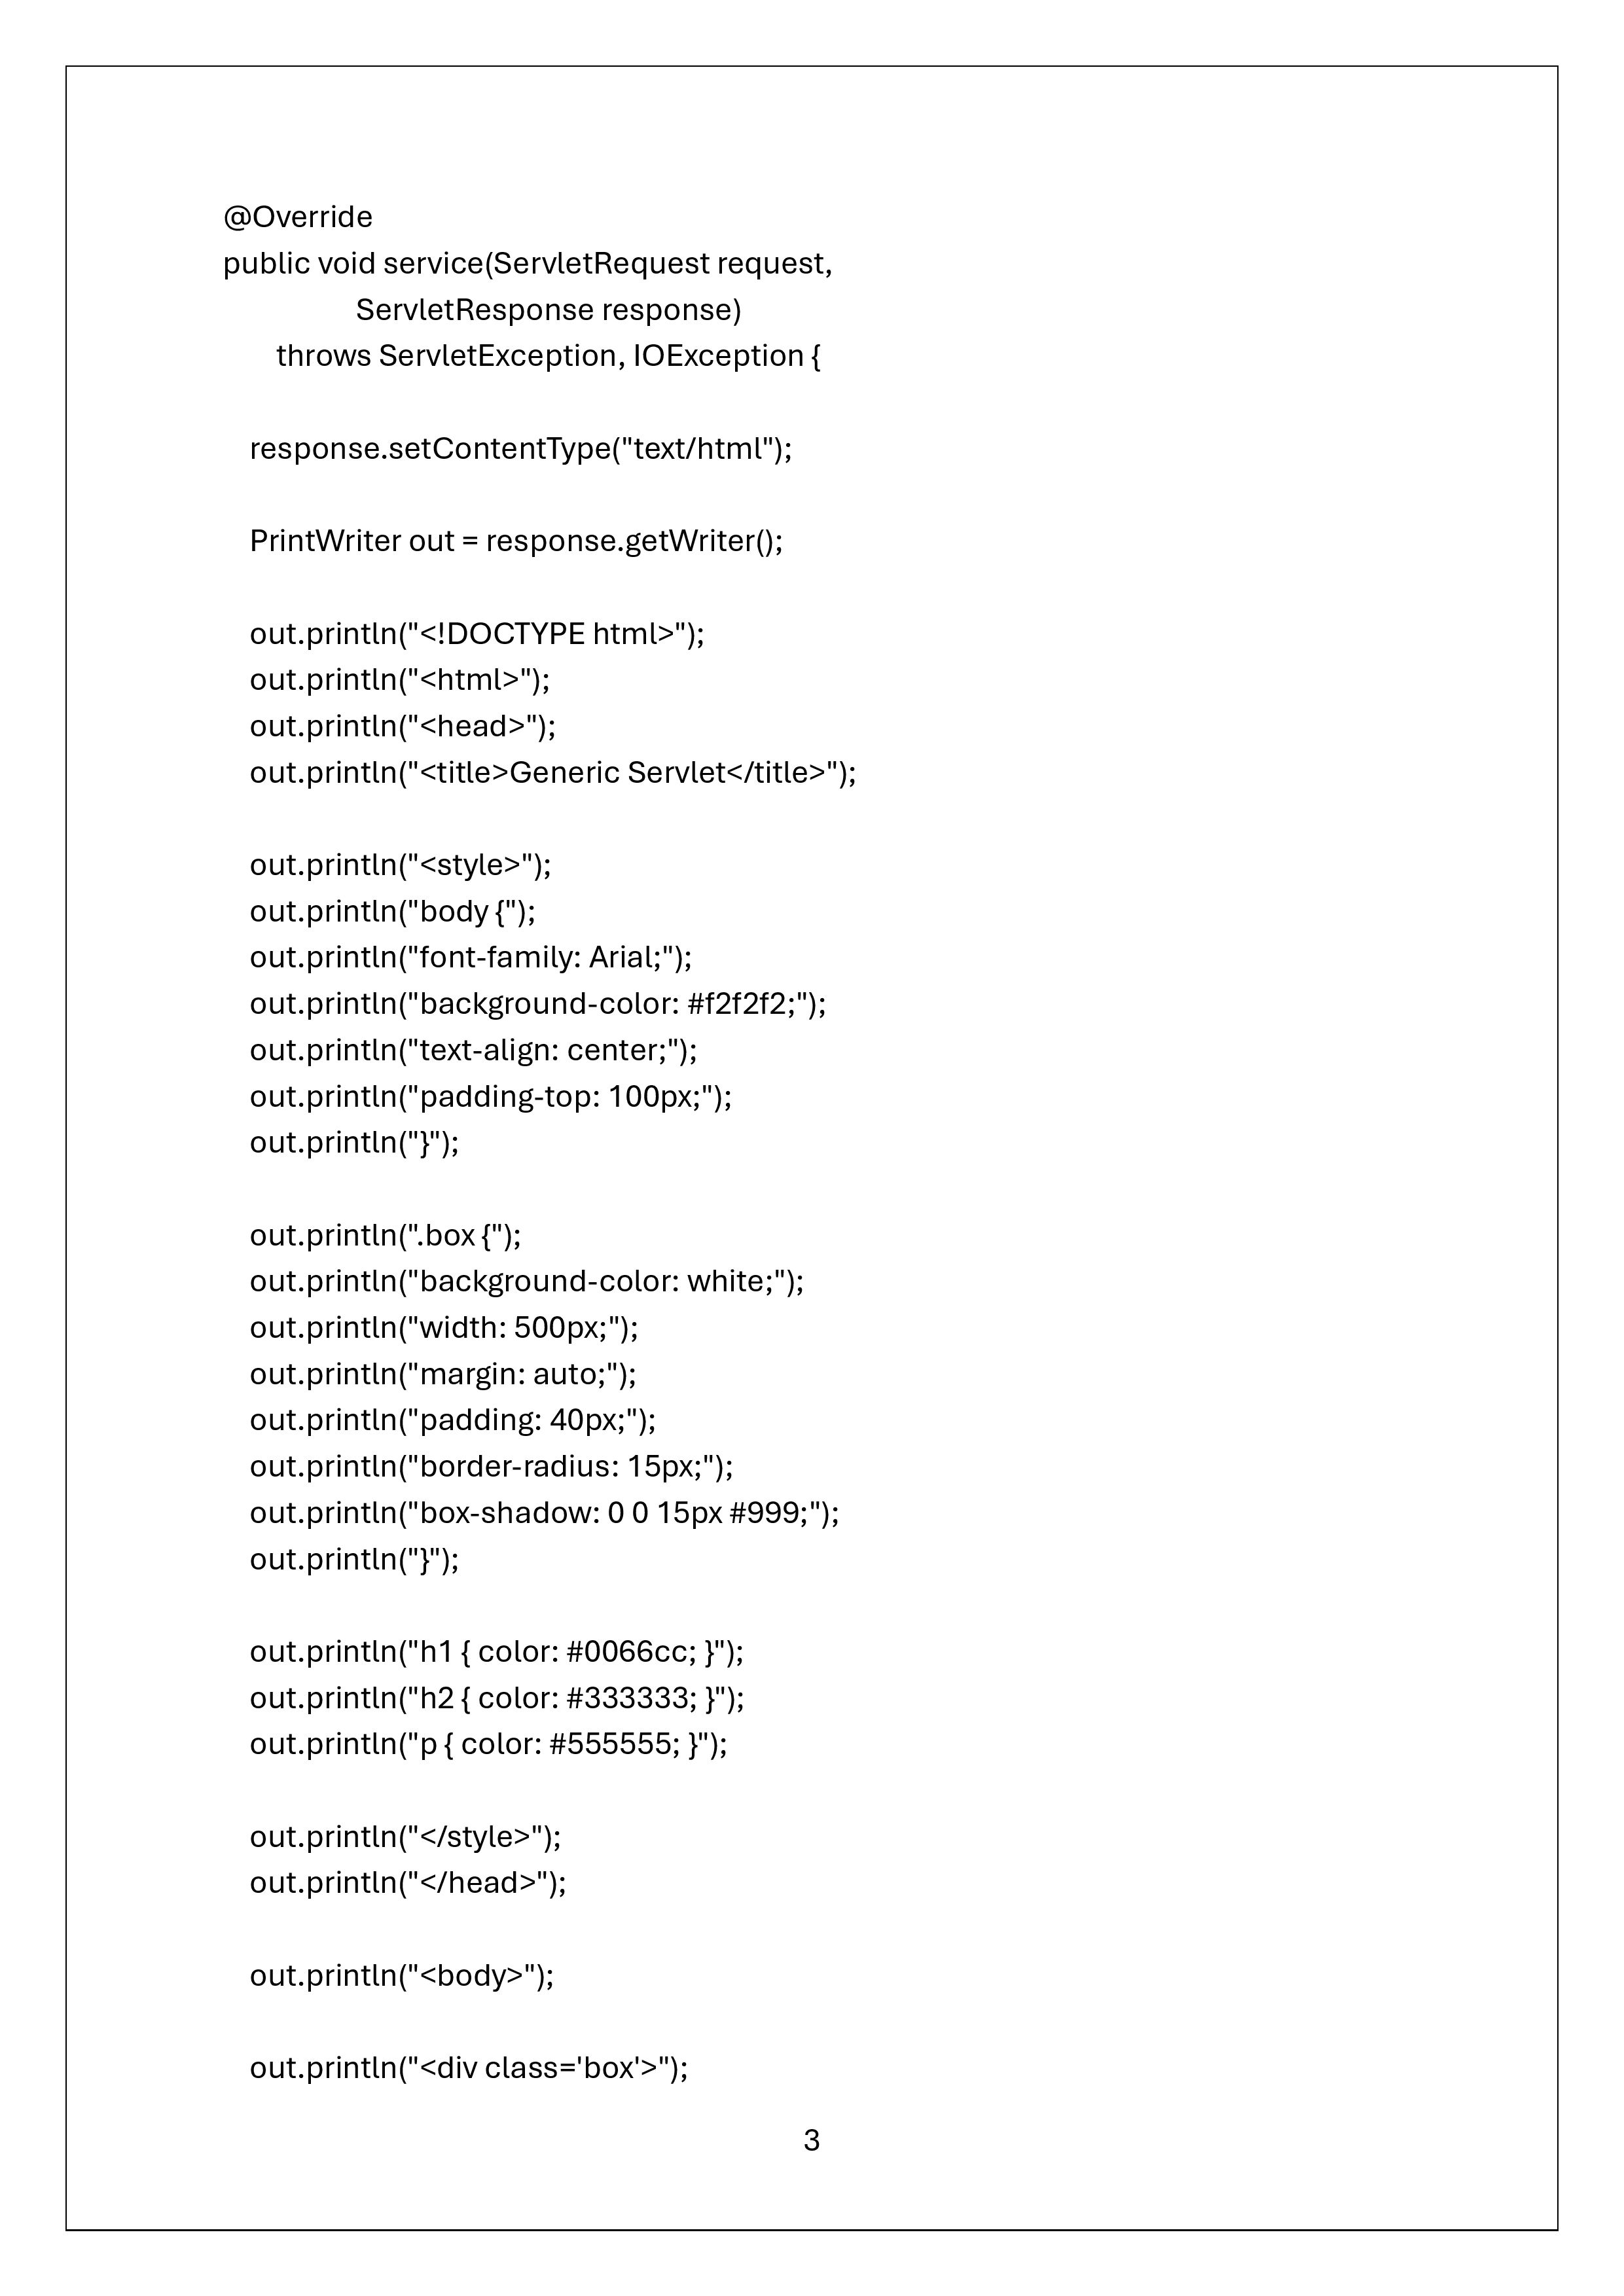 @Override
public void service(ServletRequest request,
ServletResponse response)
throws ServletException, IOException {
response.setContentType("text/html");
PrintWriter out = response.getWriter();
out.println("<!DOCTYPE html>");
out.println("<html>");
out.println("<head>");
out.println("<title>Generic Servlet</title>");
out.println("<style>");
out.println("body {");
out.println("font-family: Arial;");
out.println("background-color: #f2f2f2;");
out.println("text-align: center;");
out.println("padding-top: 100px;");
out.println("}");
out.println(".box {");
out.println("background-color: white;");
out.println("width: 500px;");
out.println("margin: auto;");
out.println("padding: 40px;");
out.println("border-radius: 15px;");
out.println("box-shadow: 0 0 15px #999;");
out.println("}");
out.println("h1 { color: #0066cc; }");
out.println("h2 { color: #333333; }");
out.println("p { color: #555555; }");
out.println("</style>");
out.println("</head>");
out.println("<body>");
out.println("<div class='box'>");
3